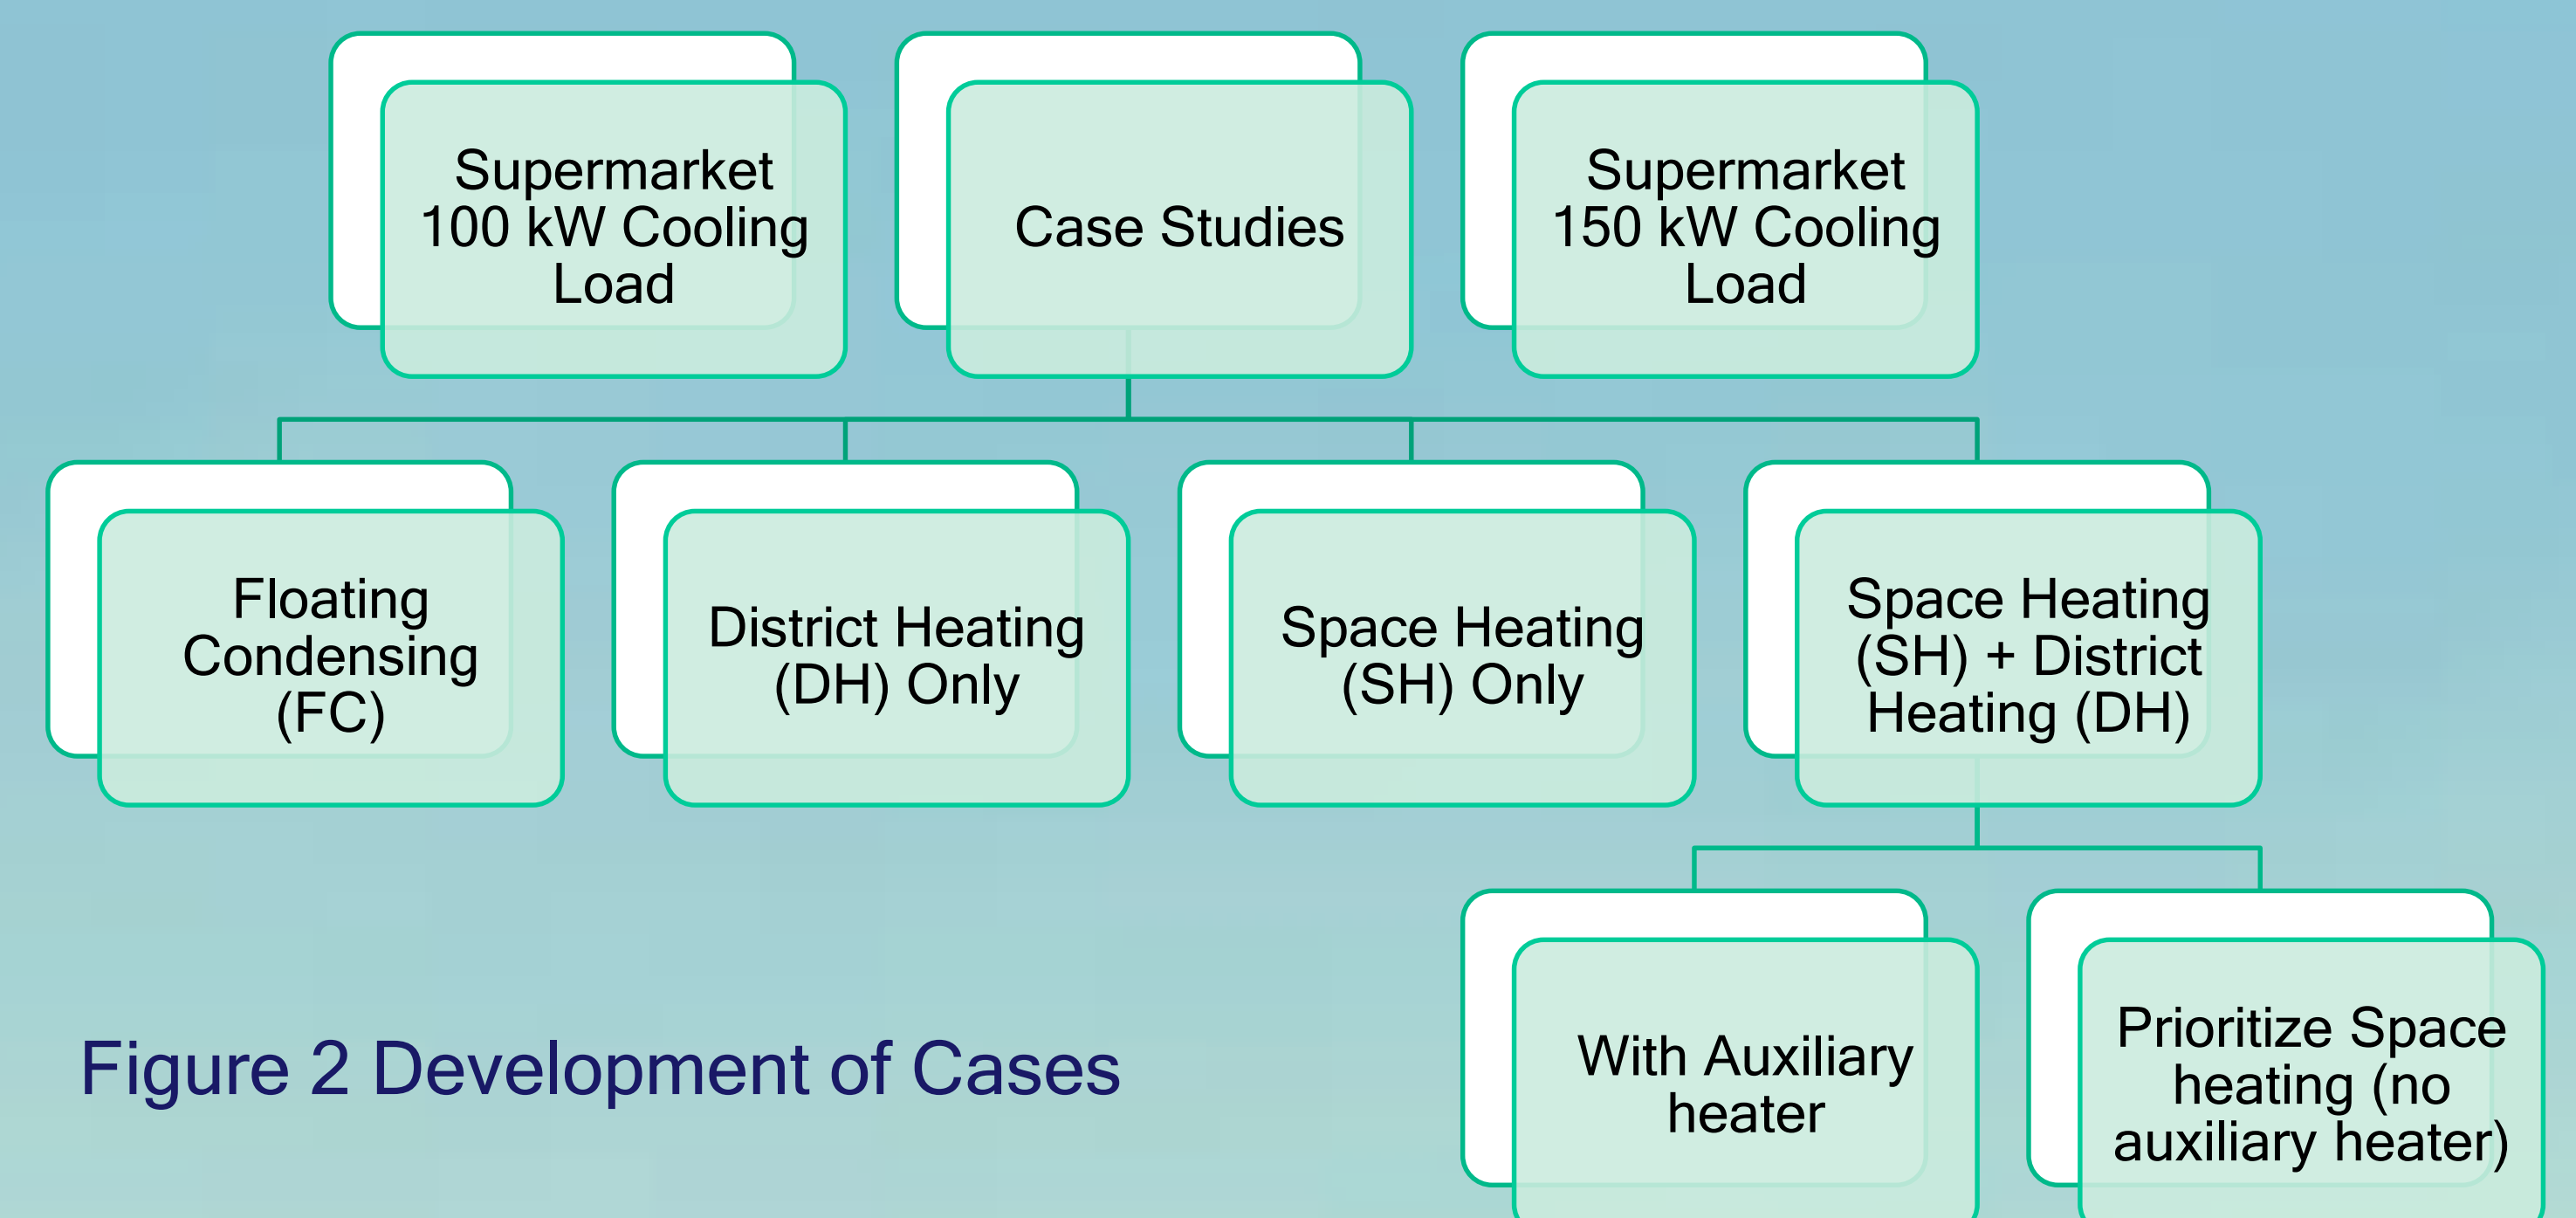 Supermarket
100 kW Cooling
Load
Case Studies
Supermarket
150 kW Cooling
Load
Floating
Condensing
(FC)
District Heating
(DH) Only
Space Heating
(SH) Only
Space Heating
(SH) + District
Heating (DH)
With Auxiliary
heater
Prioritize Space
heating (no
auxiliary heater)
Figure 2 Development of Cases